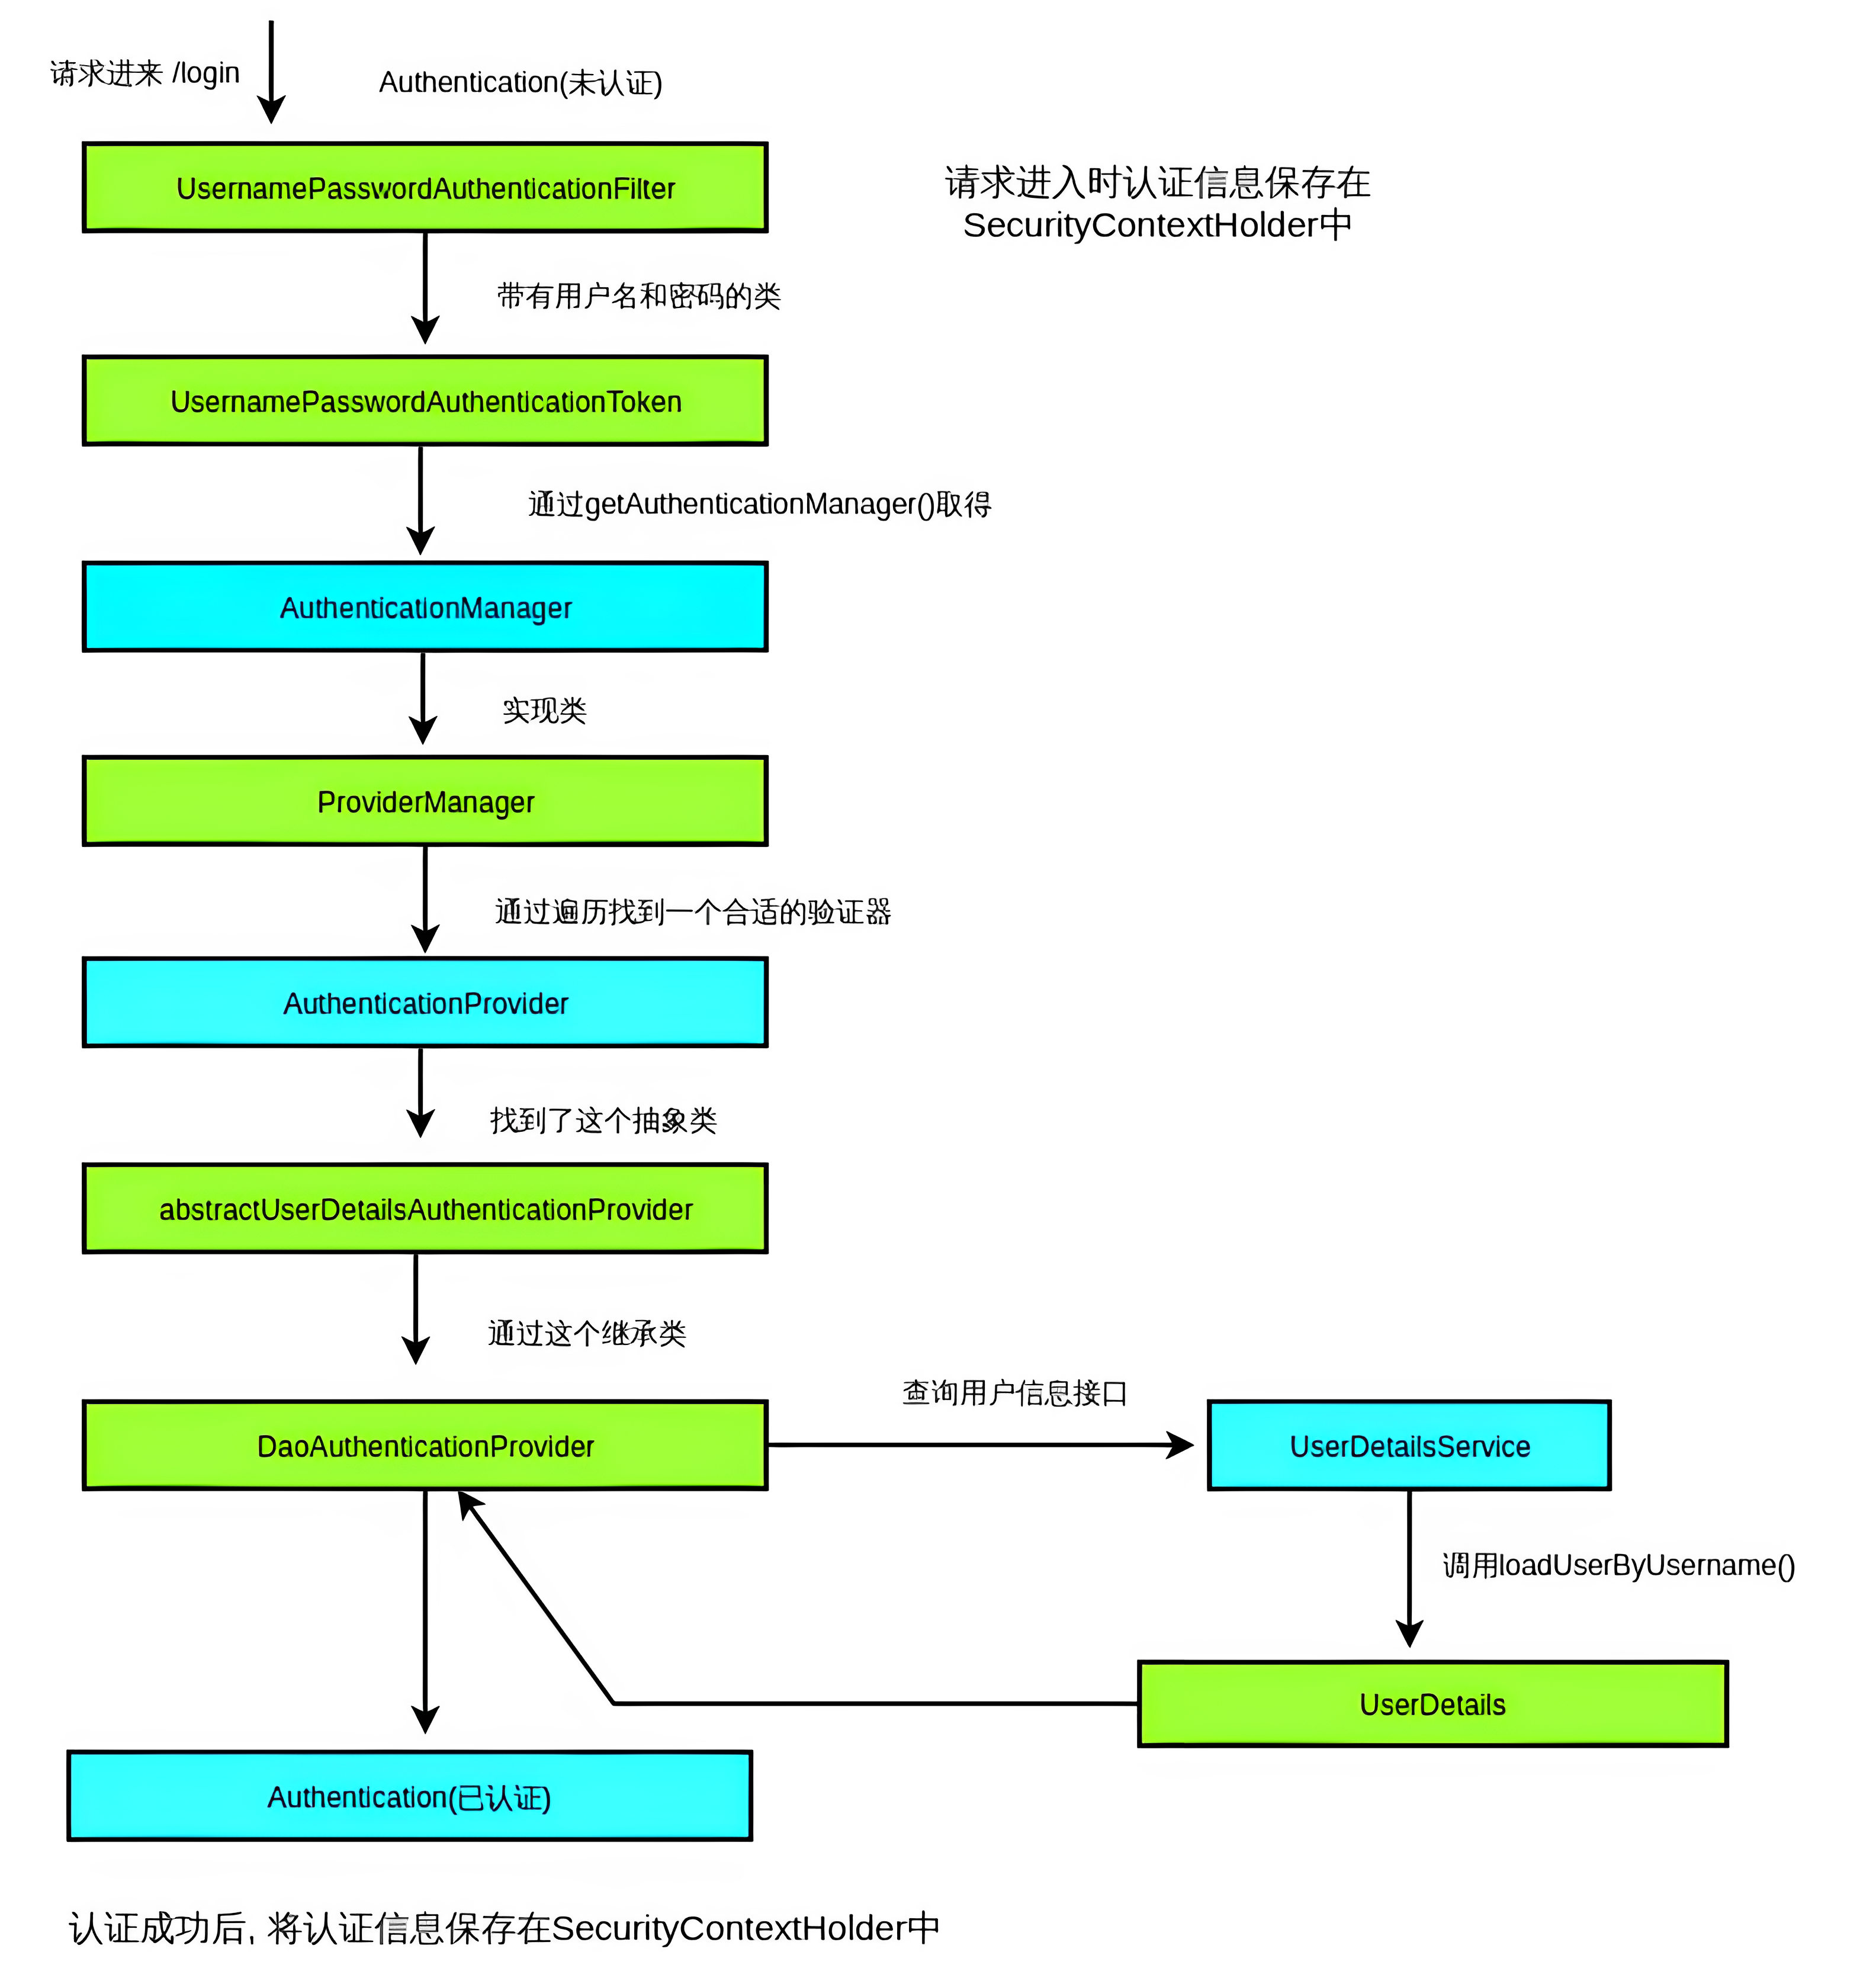 请求进来 /login
Authentication(未认证)
UsernamePasswordAuthenticationFilter
请求进入时认证信息保存在
SecurityContextHolder中
带有用户名和密码的类
UsernamePasswordAuthenticationToken
通过getAuthenticationManager()取得
AuthenticationManager
实现类
ProviderManager
通过遍历找到一个合适的验证器
AuthenticationProvider
找到了这个抽象类
abstractUserDetailsAuthenticationProvider
通过这个继承类
查询用户信息接口
DaoAuthenticationProvider
UserDetailsService
调用loadUserByUsername()
UserDetails
Authentication(已认证)
认证成功后, 将认证信息保存在SecurityContextHolder中